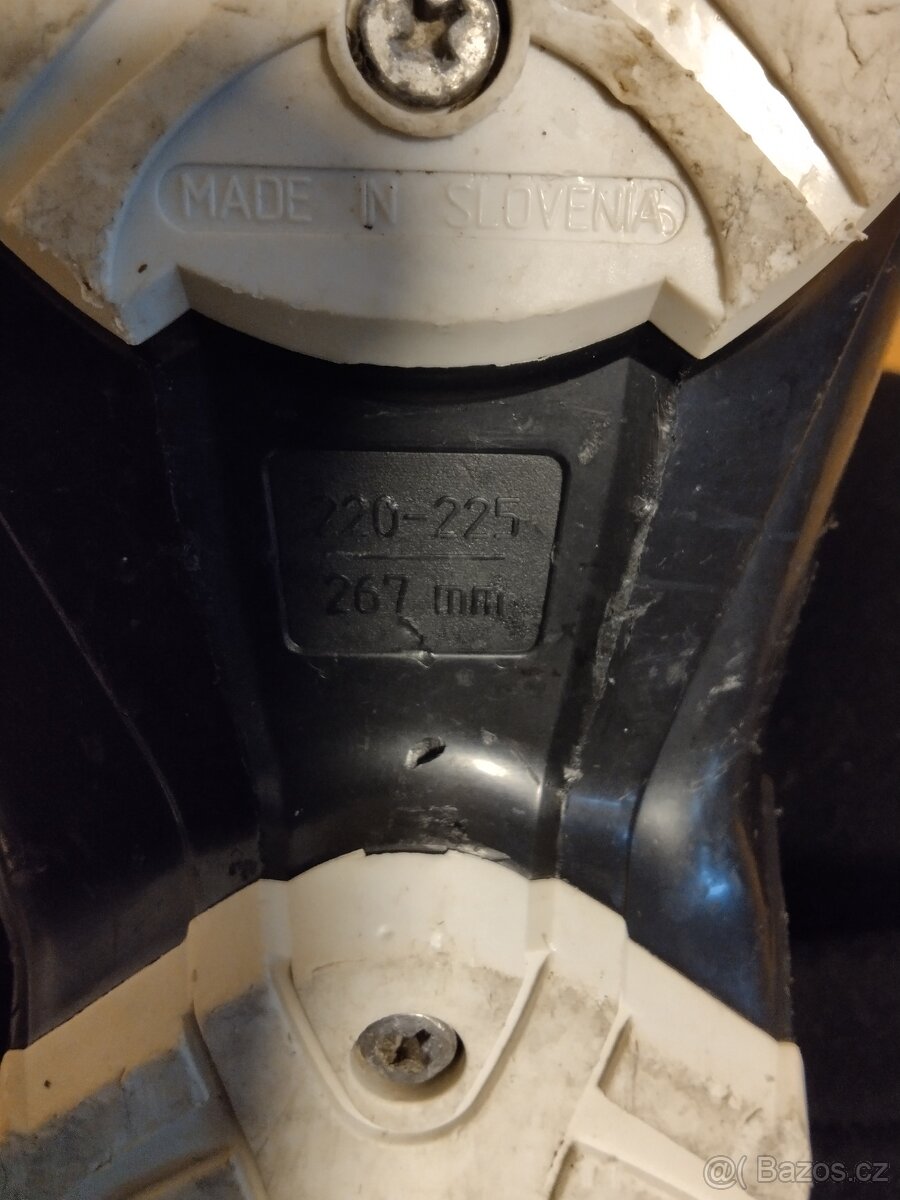 MADE IN SLOVENIA
220-225
267 mm
@( Bazos.cz